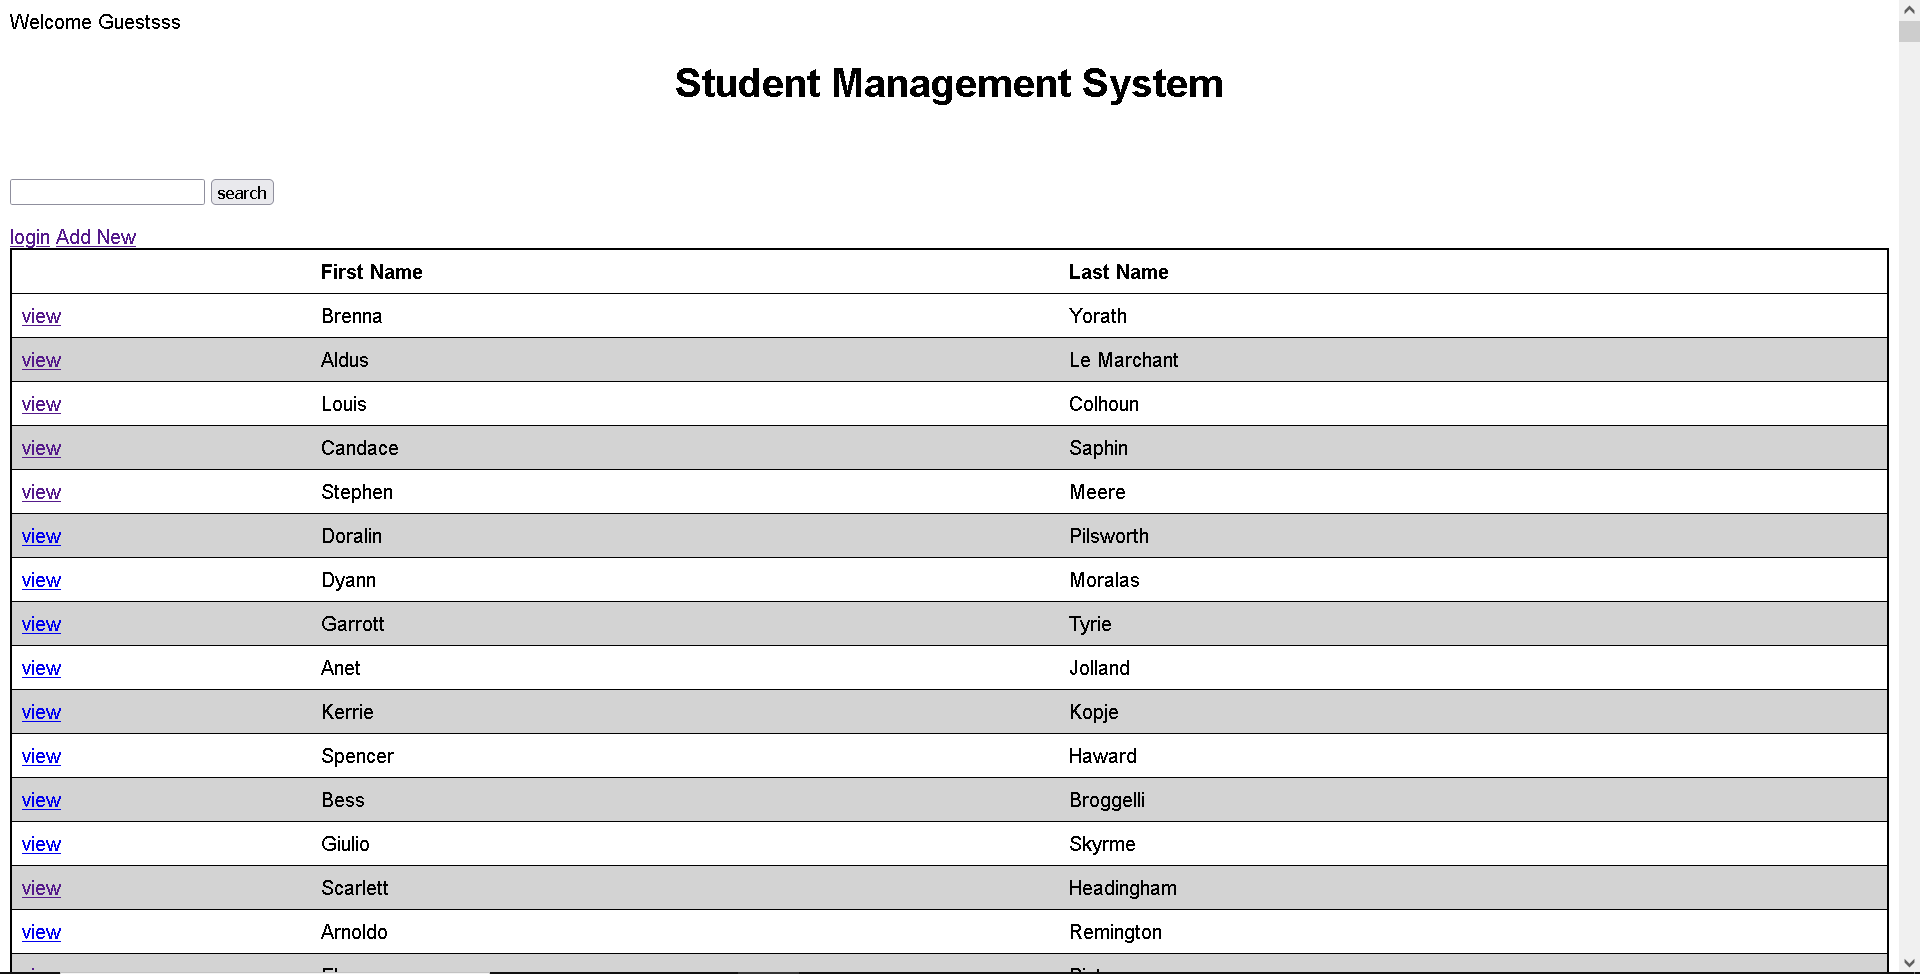 Welcome Guestsss
Student Management System
search
login Add New
First Name Last Name
view Brenna Yorath
view Aldus Le Marchant
view Louis Colhoun
view Candace Saphin
view Stephen Meere
view Doralin Pilsworth
view Dyann Moralas
view Garrott Tyrie
view Anet Jolland
view Kerrie Kopje
view Spencer Haward
view Bess Broggelli
view Giulio Skyrme
view Scarlett Headingham
view Arnoldo Remington